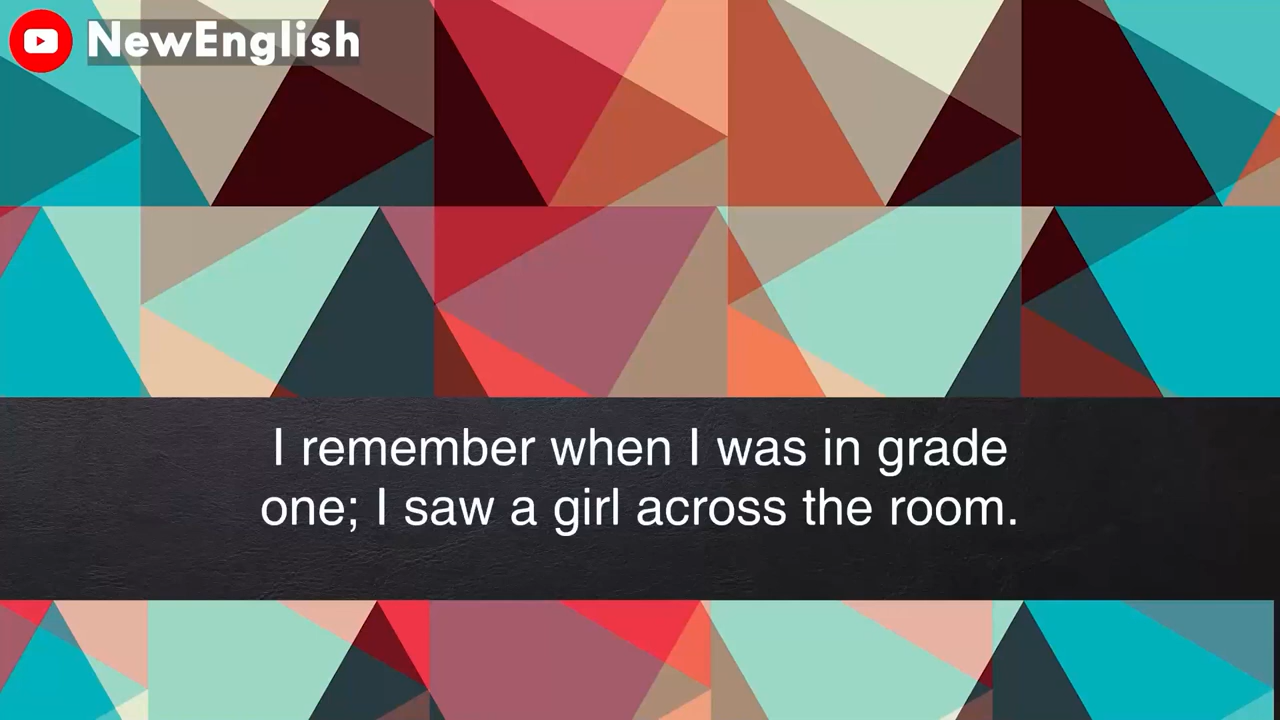 NewEnglish
I remember when I was in grade
one; I saw a girl across the room.